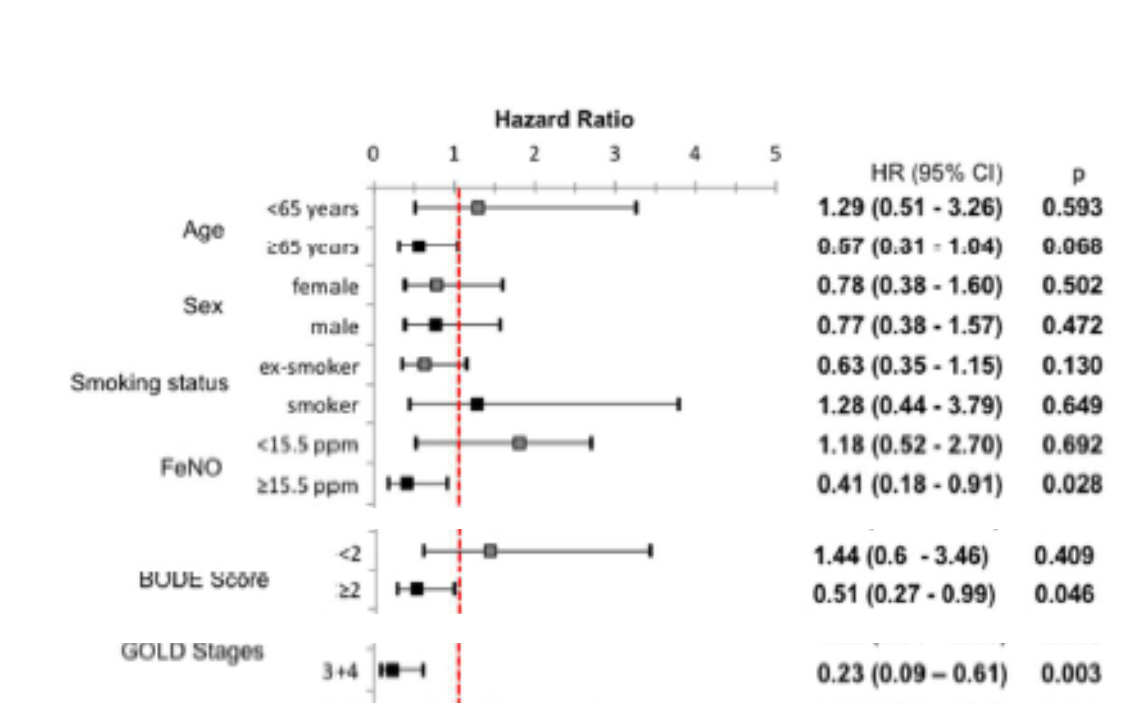 Hazard Ratio
0 1 2 3 4 5
HR (95% CI) p
Age
<65 years 1.29 (0.51 - 3.26) 0.593
≥65 years 0.57 (0.31 - 1.04) 0.068
Sex
female 0.78 (0.38 - 1.60) 0.502
male 0.77 (0.38 - 1.57) 0.472
Smoking status
ex-smoker 0.63 (0.35 - 1.15) 0.130
smoker 1.28 (0.44 - 3.79) 0.649
FeNO
<15.5 ppm 1.18 (0.52 - 2.70) 0.692
≥15.5 ppm 0.41 (0.18 - 0.91) 0.028
BODE Score
<2 1.44 (0.6 - 3.46) 0.409
≥2 0.51 (0.27 - 0.99) 0.046
GOLD Stages
3+4 0.23 (0.09 – 0.61) 0.003